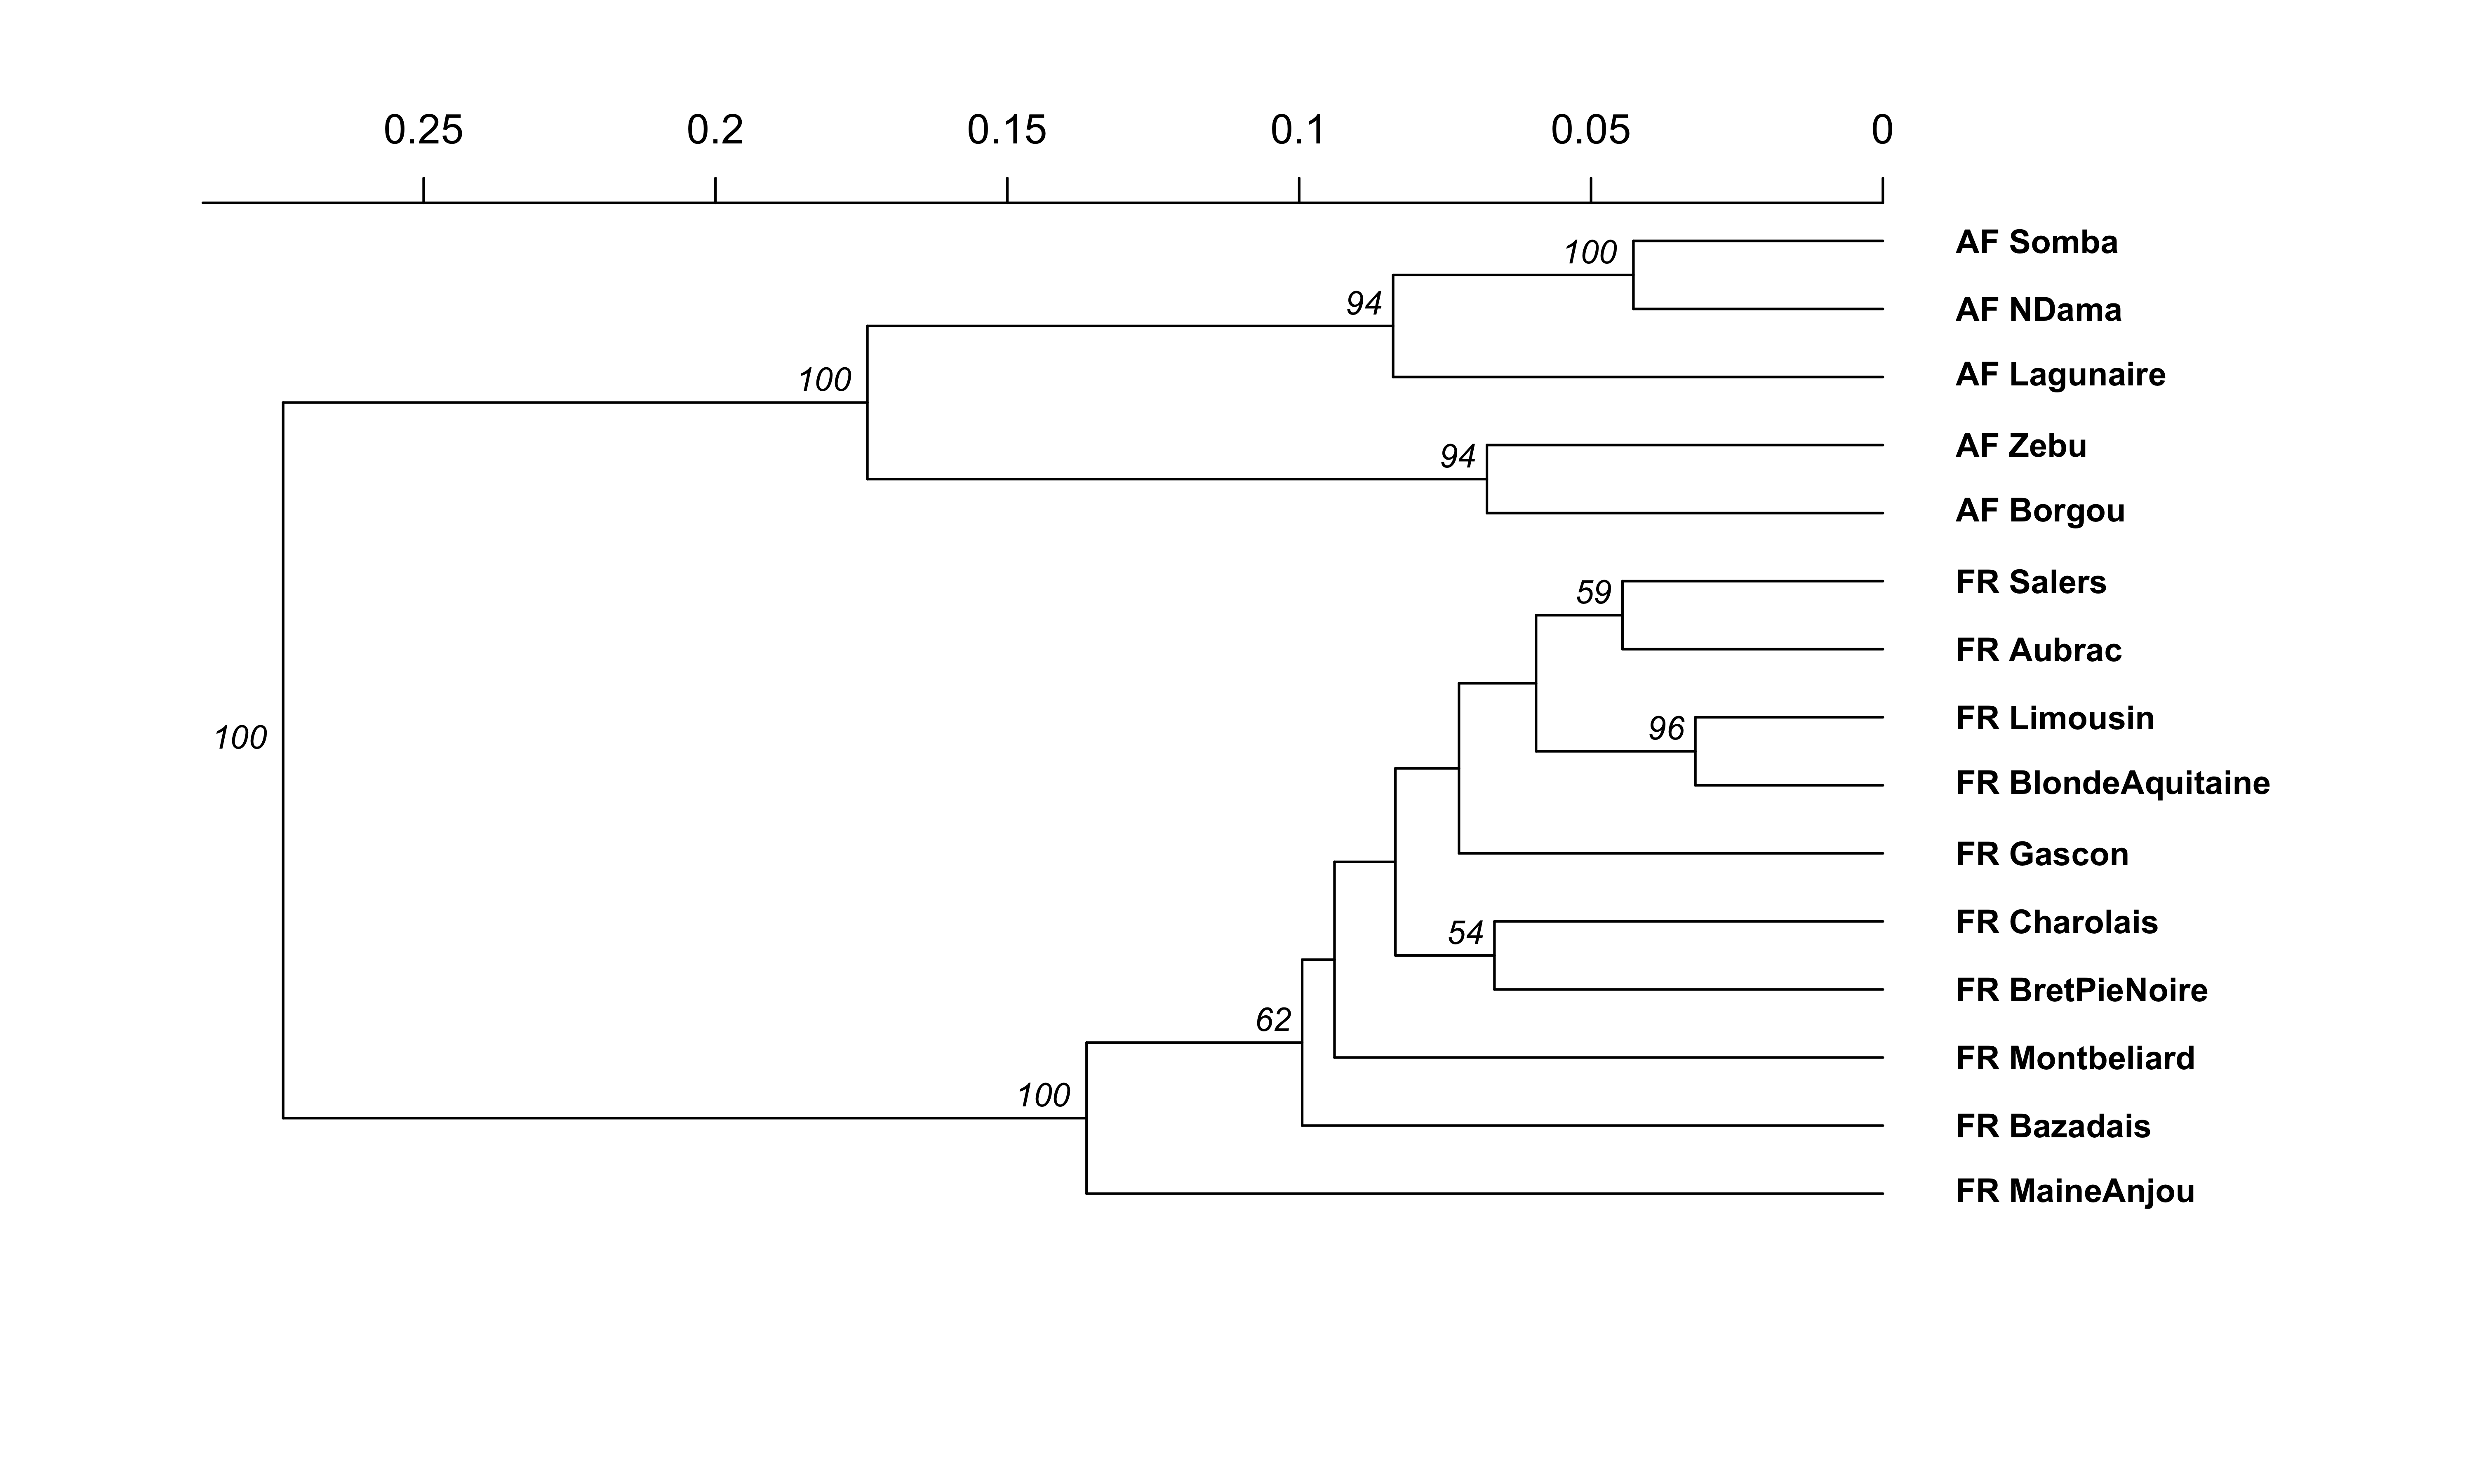 0.25 0.2 0.15 0.1 0.05 0
AF Somba
100
94
AF NDama
AF Lagunaire
100
AF Zebu
94
AF Borgou
FR Salers
59
FR Aubrac
FR Limousin
96
100
FR BlondeAquitaine
FR Gascon
FR Charolais
54
FR BretPieNoire
62
FR Montbeliard
100
FR Bazadais
FR MaineAnjou